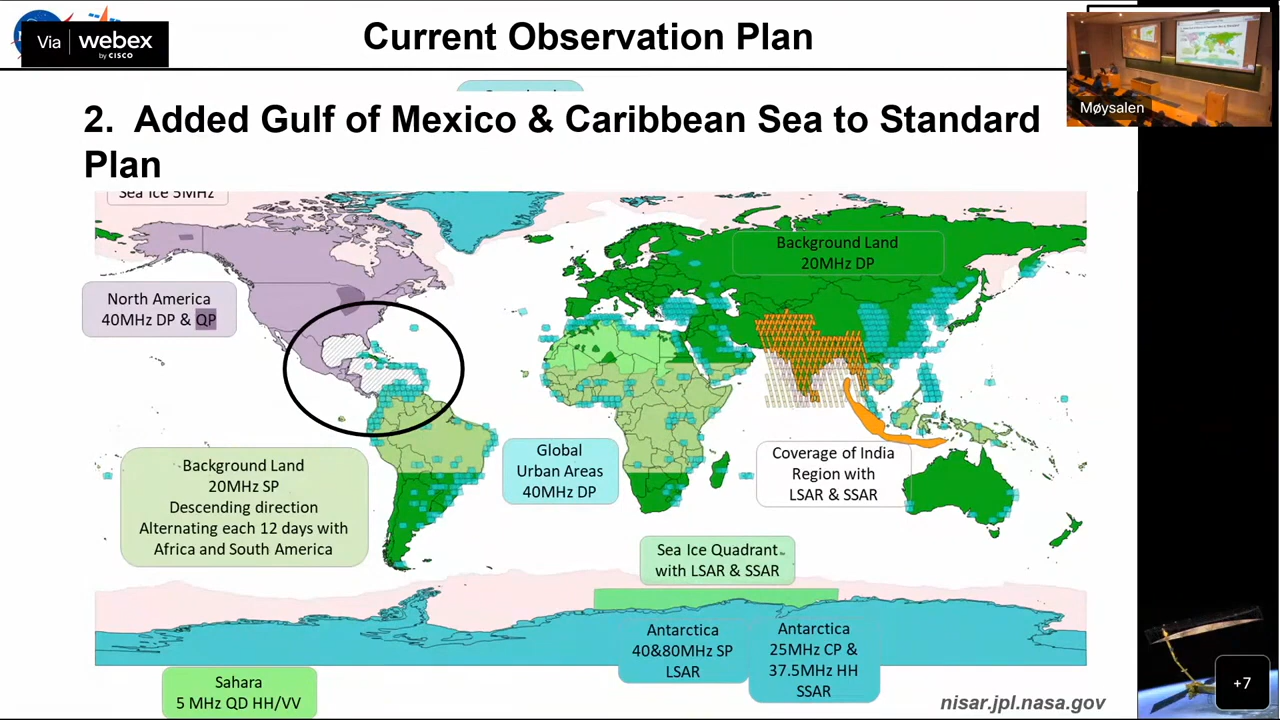 Via webex
by CISCO
Current Observation Plan
Møysalen
2. Added Gulf of Mexico & Caribbean Sea to Standard
Plan
Sea Ice 5MHz
Background Land
20MHz DP
North America
40MHz DP & QP
Background Land
20MHz SP
Descending direction
Alternating each 12 days with
Africa and South America
Global
Urban Areas
40MHz DP
Coverage of India
Region with
LSAR & SSAR
Sea Ice Quadrant
with LSAR & SSAR
Antarctica
40&80MHz SP
LSAR
Antarctica
25MHz CP &
37.5MHz HH
SSAR
Sahara
5 MHz QD HH/VV
nisar.jpl.nasa.gov
+7